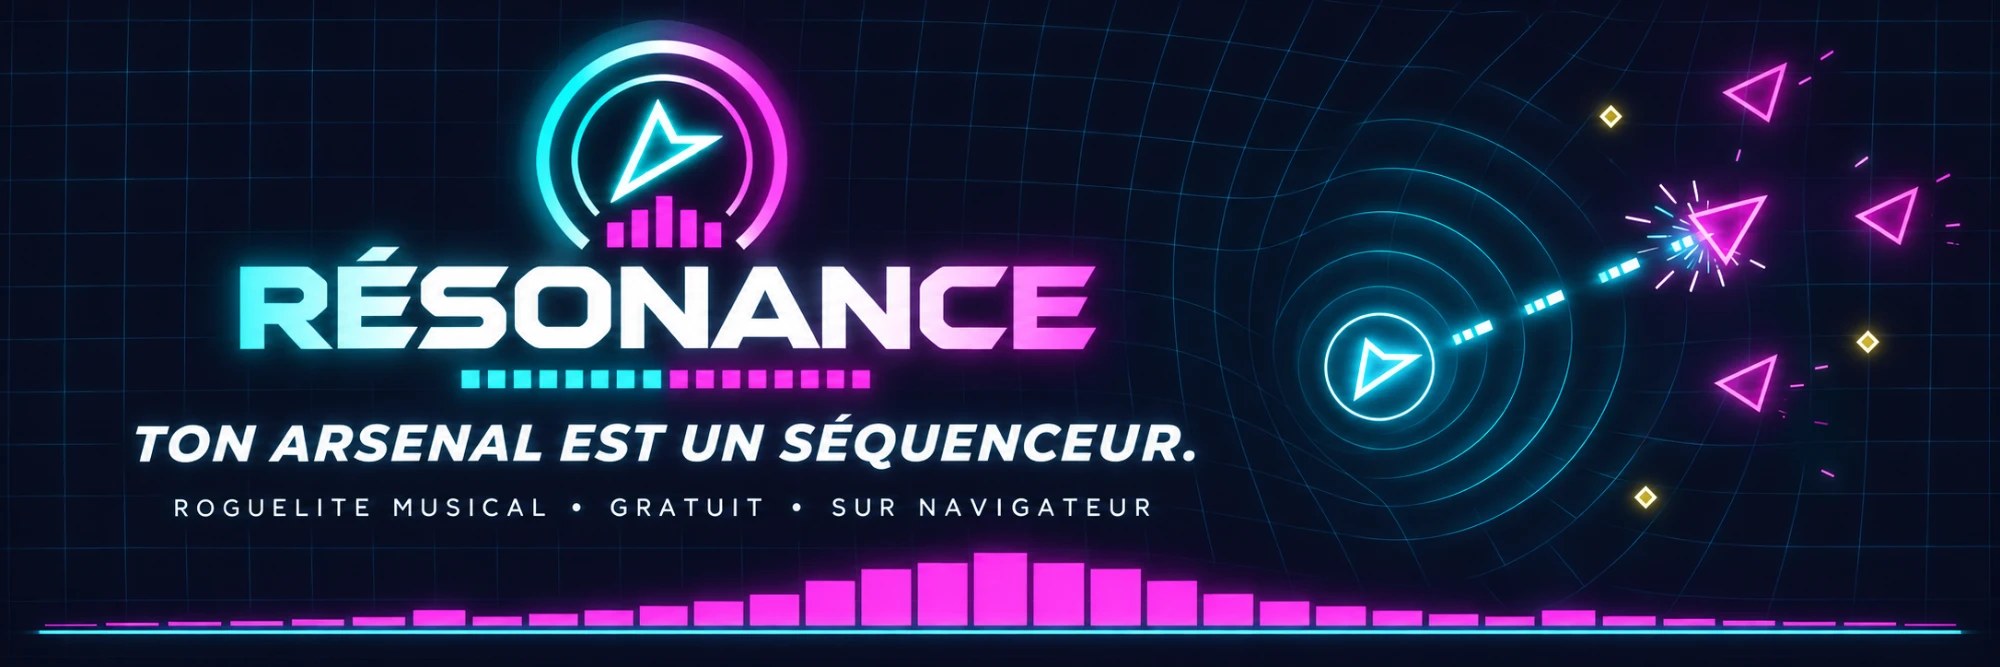 RÉSONANCE
TON ARSENAL EST UN SÉQUENCEUR.
ROGUELITE MUSICAL • GRATUIT • SUR NAVIGATEUR